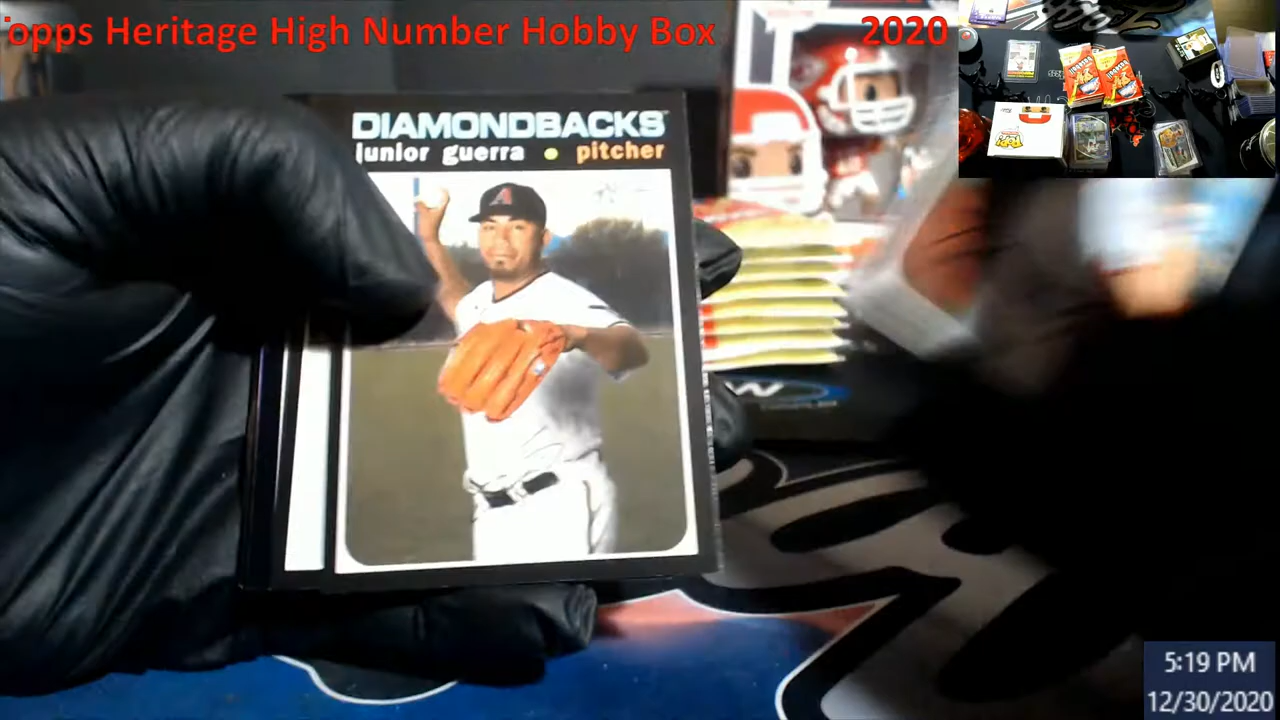 opps Heritage High Number Hobby Box 2020
DIAMONDBACKS
junior guerra • pitcher
5:19 PM
12/30/2020